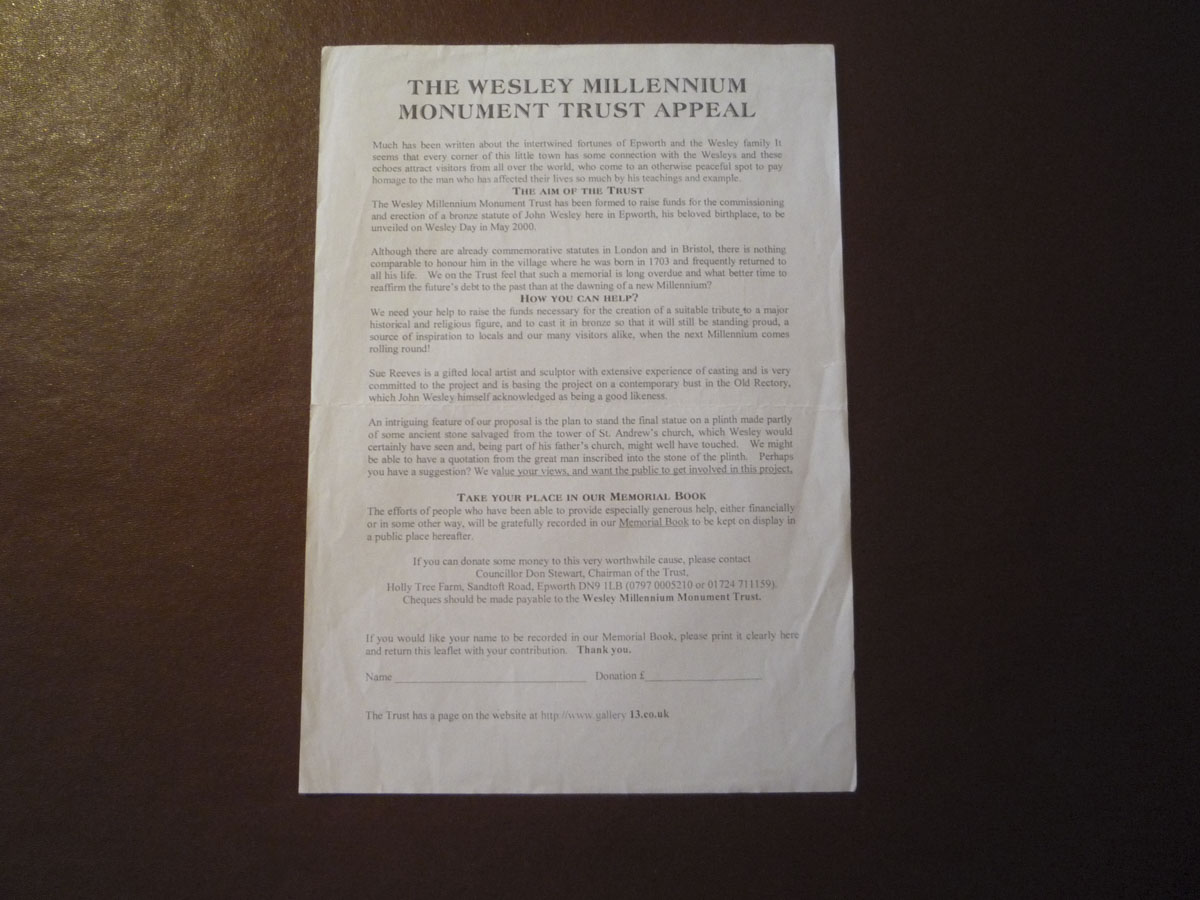 THE WESLEY MILLENNIUM
MONUMENT TRUST APPEAL
Much has been written about the intertwined fortunes of Epworth and the Wesley family It
seems that every corner of this little town has some connection with the Wesleys and these
echoes attract visitors from all over the world, who come to an otherwise peaceful spot to pay
homage to the man who has affected their lives so much by his teachings and example.
THE AIM OF THE TRUST
The Wesley Millennium Monument Trust has been formed to raise funds for the commissioning
and erection of a bronze statute of John Wesley here in Epworth, his beloved birthplace, to be
unveiled on Wesley Day in May 2000.
Although there are already commemorative statutes in London and in Bristol, there is nothing
comparable to honour him in the village where he was born in 1703 and frequently returned to
all his life. We on the Trust feel that such a memorial is long overdue and what better time to
reaffirm the future's debt to the past than at the dawning of a new Millennium?
HOW YOU CAN HELP?
We need your help to raise the funds necessary for the creation of a suitable tribute to a major
historical and religious figure, and to cast it in bronze so that it will still be standing proud, a
source of inspiration to locals and our many visitors alike, when the next Millennium comes
rolling round!
Sue Reeves is a gifted local artist and sculptor with extensive experience of casting and is very
committed to the project and is basing the project on a contemporary bust in the Old Rectory,
which John Wesley himself acknowledged as being a good likeness.
An intriguing feature of our proposal is the plan to stand the final statue on a plinth made partly
of some ancient stone salvaged from the tower of St. Andrew's church, which Wesley would
certainly have seen and, being part of his father's church, might well have touched. We might
be able to have a quotation from the great man inscribed into the stone of the plinth. Perhaps
you have a suggestion? We value your views, and want the public to get involved in this project.
TAKE YOUR PLACE IN OUR MEMORIAL BOOK
The efforts of people who have been able to provide especially generous help, either financially
or in some other way, will be gratefully recorded in our Memorial Book to be kept on display in
a public place hereafter.
If you can donate some money to this very worthwhile cause, please contact
Councillor Don Stewart, Chairman of the Trust,
Holly Tree Farm, Sandtoft Road, Epworth DN9 1LB (0797 0005210 or 01724 711159).
Cheques should be made payable to the Wesley Millennium Monument Trust.
If you would like your name to be recorded in our Memorial Book, please print it clearly here
and return this leaflet with your contribution. Thank you.
Name ______________________________ Donation £__________________
The Trust has a page on the website at http://www.gallery 13.co.uk